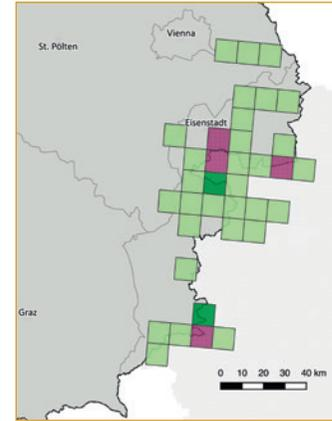 Vienna
St. Pölten
Eisenstadt
Graz
0 10 20 30 40 km